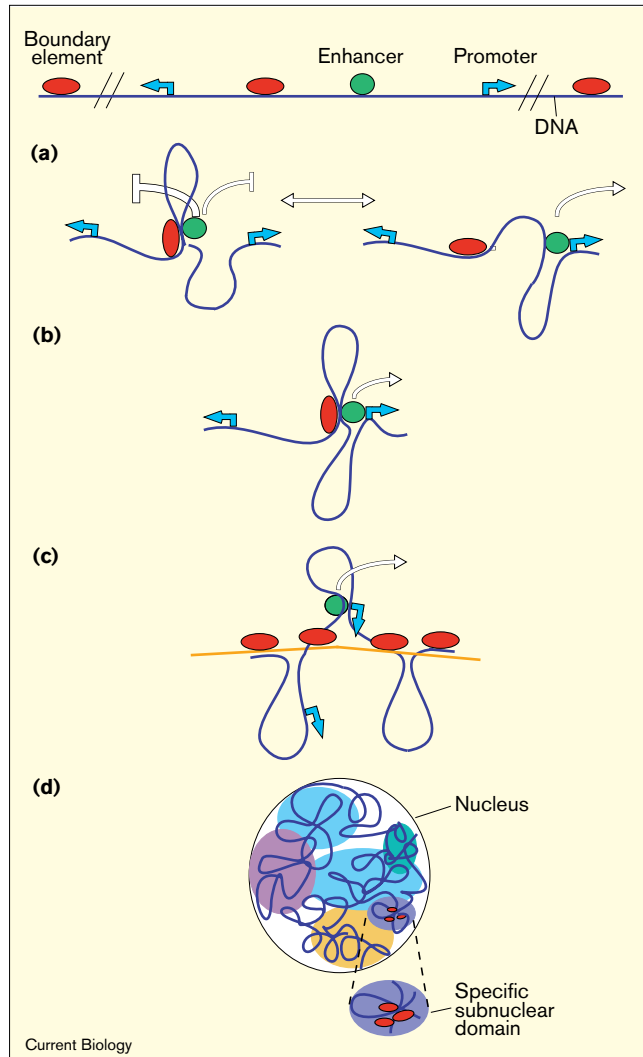 Boundary
element
Enhancer
Promoter
DNA
(a)
(b)
(c)
(d)
Nucleus
Specific
subnuclear
domain
Current Biology